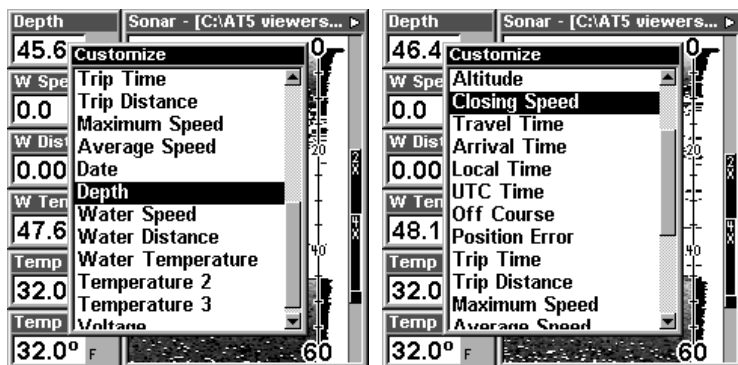 Depth
Sonar - [C:\AT5 viewers...
45.6
Customize
0
W Spe
Trip Time
Trip Distance
0.0
Maximum Speed
Average Speed
W Dist
20
Date
0.00
Depth
2X
W Ten
Water Speed
Water Distance
4X
47.6
Water Temperature
40
Temp
Temperature 2
32.0
Temperature 3
Temp
Voltage
32.0° F
60
Depth
Sonar - [C:\AT5 viewers...
46.4
Customize
0
W Spe
Altitude
Closing Speed
0.0
Travel Time
Arrival Time
W Dist
20
Local Time
0.00
UTC Time
2X
W Ten
Off Course
Position Error
4X
48.1
Trip Time
40
Temp
Trip Distance
32.0
Maximum Speed
Temp
Average Speed
32.0° F
60